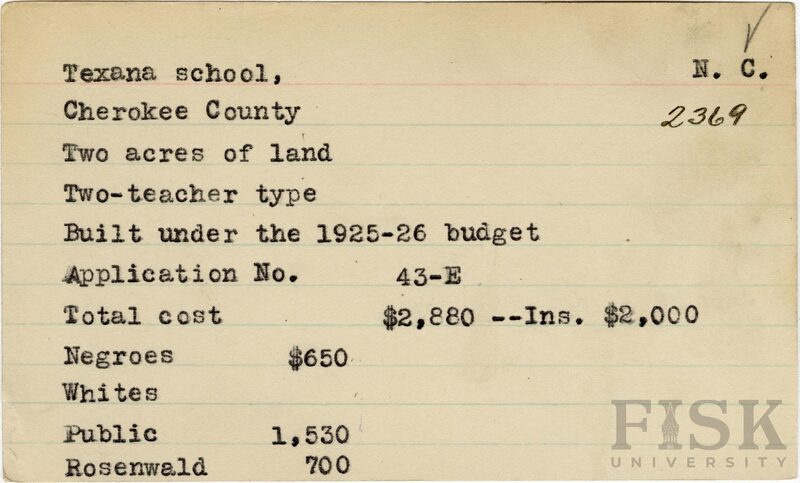 Texana school, N. C.
Cherokee County 2369
Two acres of land
Two-teacher type
Built under the 1925-26 budget
Application No. 43-E
Total cost $2,880 --Ins. $2,000
Negroes $650
Whites
Public 1,530
Rosenwald 700
FISK
UNIVERSITY